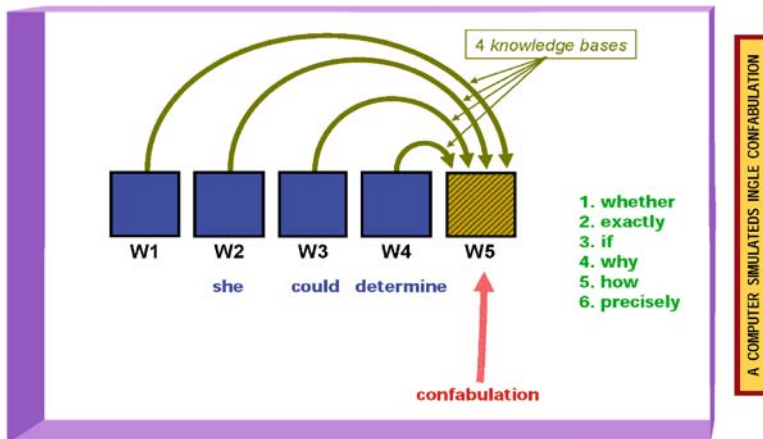 4 knowledge bases
W1 W2 W3 W4 W5
she could determine
confabulation
1. whether
2. exactly
3. if
4. why
5. how
6. precisely
A COMPUTER SIMULATEDS INGLE CONFABULATION